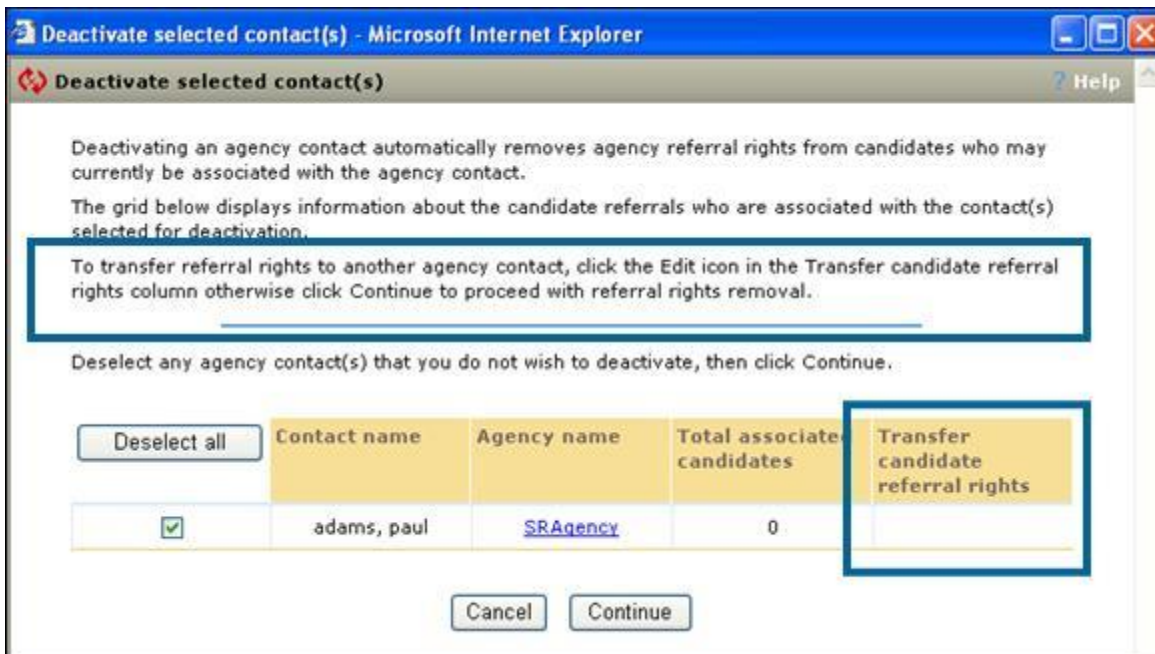 Deactivate selected contact(s) - Microsoft Internet Explorer
Deactivate selected contact(s)
? Help
Deactivating an agency contact automatically removes agency referral rights from candidates who may
currently be associated with the agency contact.
The grid below displays information about the candidate referrals who are associated with the contact(s)
selected for deactivation.
To transfer referral rights to another agency contact, click the Edit icon in the Transfer candidate referral
rights column otherwise click Continue to proceed with referral rights removal.
Deselect any agency contact(s) that you do not wish to deactivate, then click Continue.
Deselect all
Contact name
Agency name
Total associated
candidates
Transfer
candidate
referral rights
adams, paul
SRAgency
0
Cancel
Continue